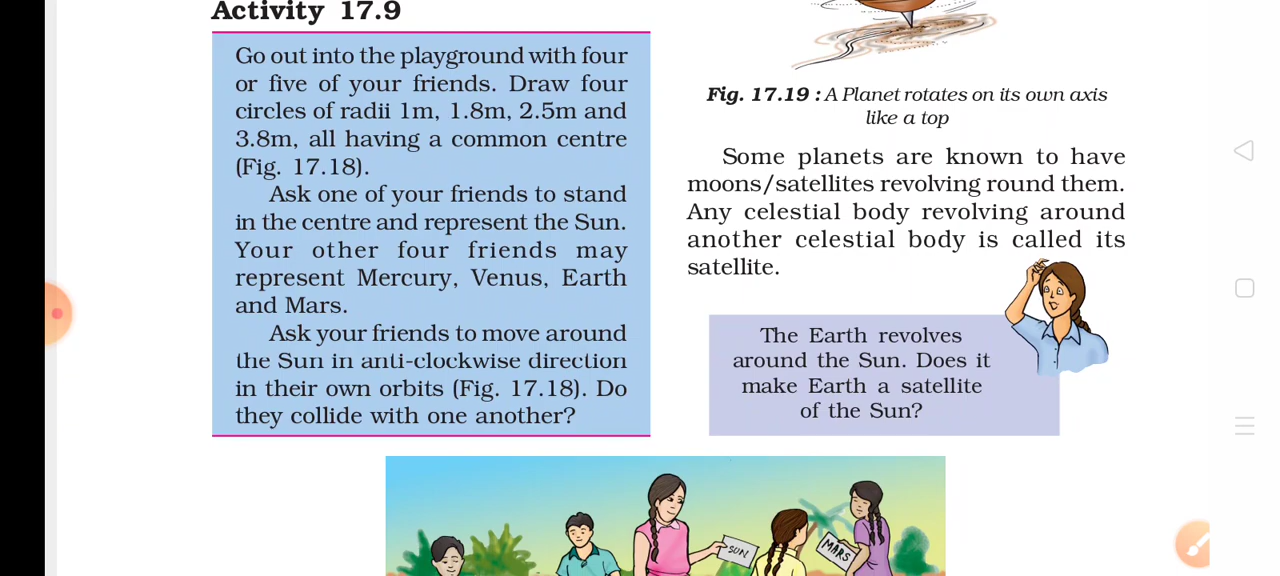 Activity 17.9
Go out into the playground with four
or five of your friends. Draw four
circles of radii 1m, 1.8m, 2.5m and
3.8m, all having a common centre
(Fig. 17.18).
Ask one of your friends to stand
in the centre and represent the Sun.
Your other four friends may
represent Mercury, Venus, Earth
and Mars.
Ask your friends to move around
the Sun in anti-clockwise direction
in their own orbits (Fig. 17.18). Do
they collide with one another?
Fig. 17.19 : A Planet rotates on its own axis
like a top
Some planets are known to have
moons/satellites revolving round them.
Any celestial body revolving around
another celestial body is called its
satellite.
The Earth revolves
around the Sun. Does it
make Earth a satellite
of the Sun?
SUN
MARS